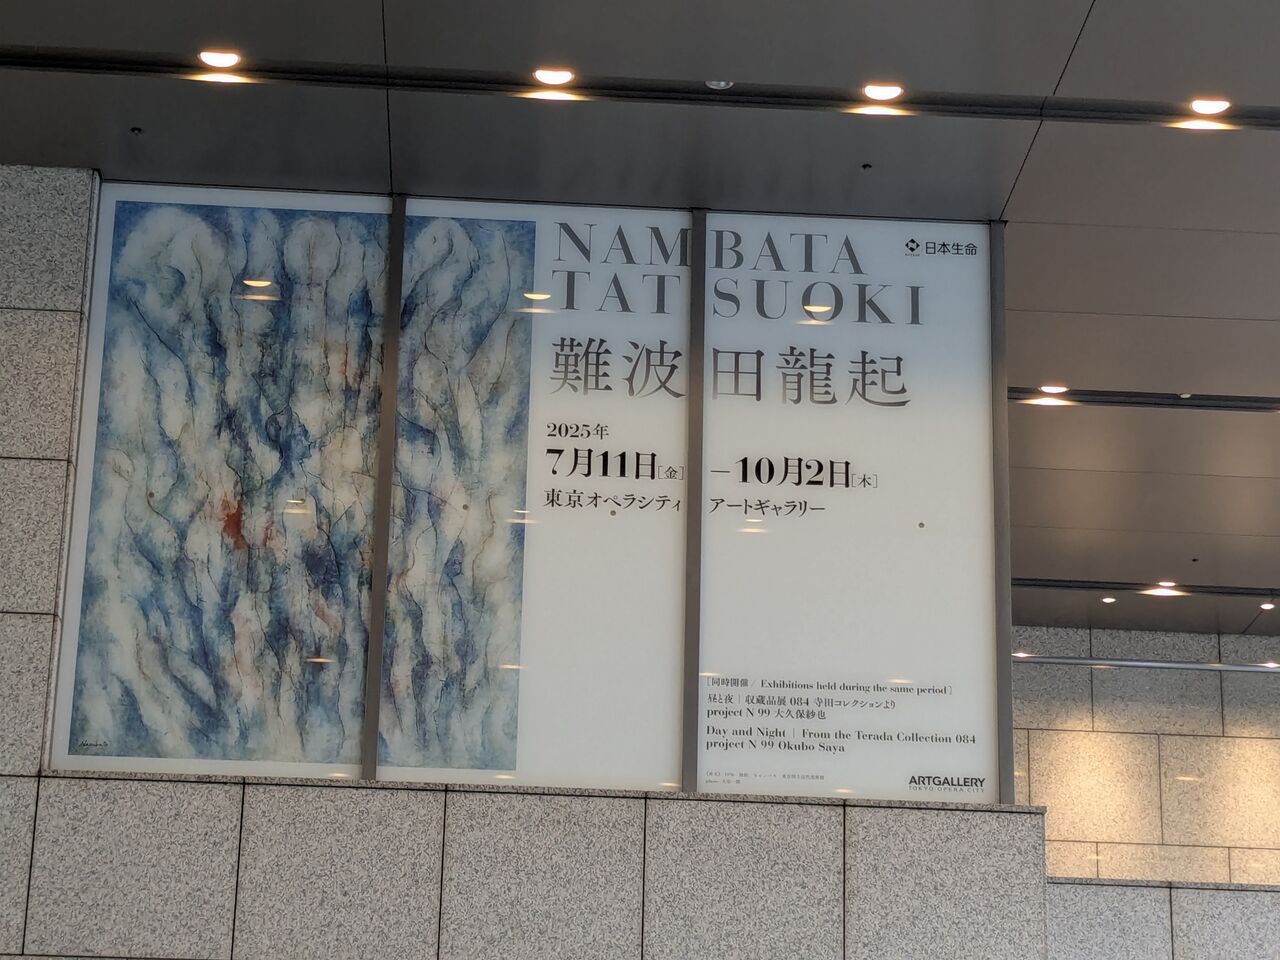 NAMBATA
TATSUOKI
日本生命
難波田龍起
2025年
7月11日[金]―10月2日[木]
東京オペラシティ アートギャラリー
[同時開催 / Exhibitions held during the same period]
昼と夜｜収蔵品展 084 寺田コレクションより
project N 99 大久保紗也
Day and Night | From the Terada Collection 084
project N 99 Okubo Saya
ARTGALLERY
TOKYO OPERA CITY
Nambata